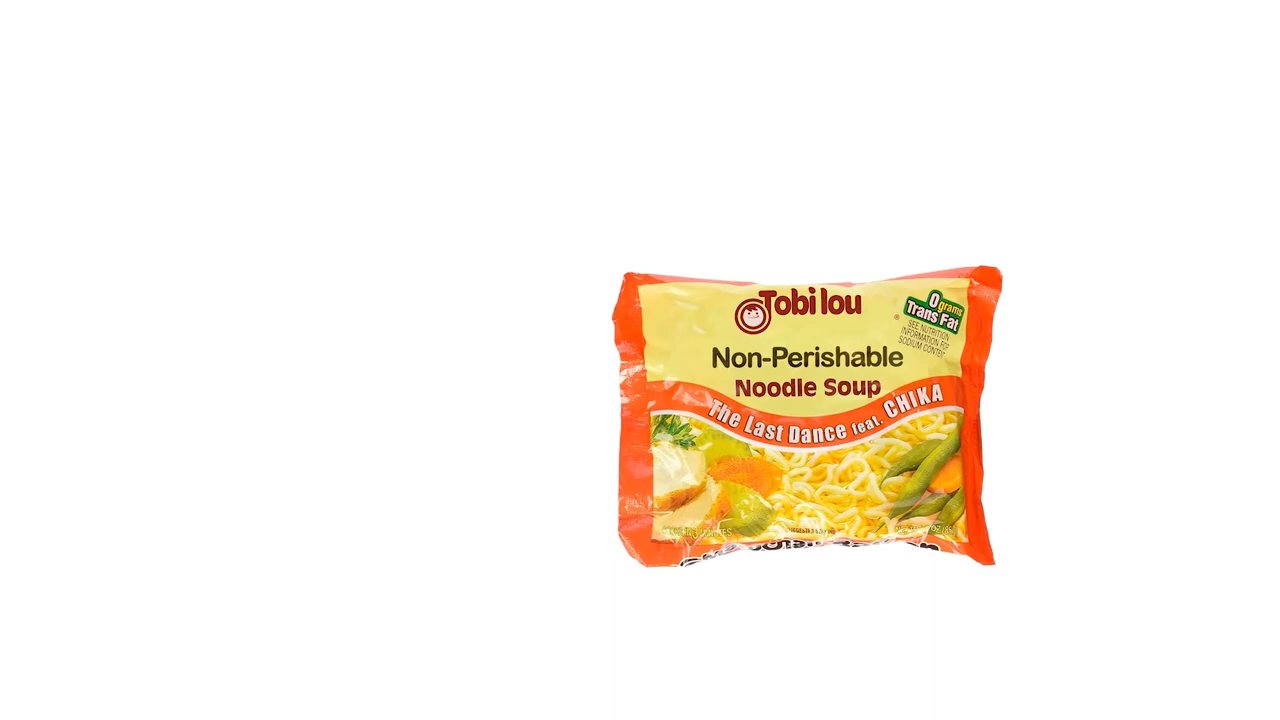 Tobi lou
®
0 grams
Trans Fat
SEE NUTRITION
INFORMATION FOR
SODIUM CONTENT
Non-Perishable
Noodle Soup
The Last Dance feat. CHIKA